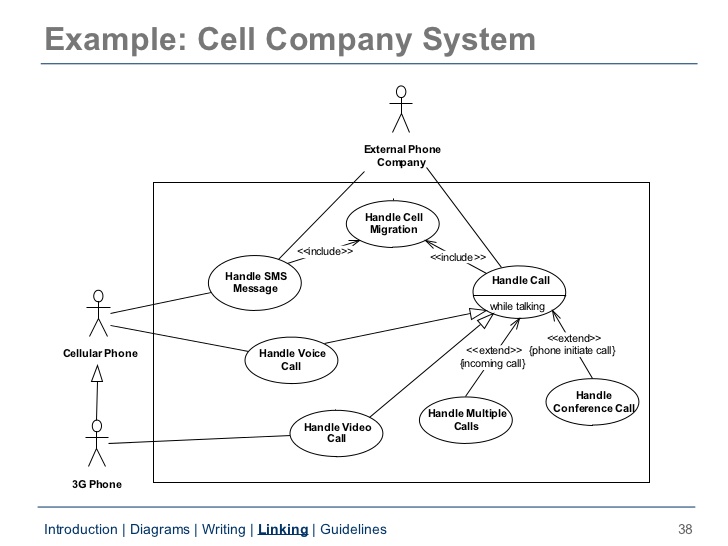 Example: Cell Company System
External Phone
Company
Handle Cell
Migration
<<include>>
<<include>>
Handle SMS
Message
Handle Call
while talking
Cellular Phone
Handle Voice
Call
<<extend>>
{incoming call}
<<extend>>
{phone initiate call}
Handle
Conference Call
Handle Multiple
Calls
Handle Video
Call
3G Phone
Introduction | Diagrams | Writing | Linking | Guidelines
38